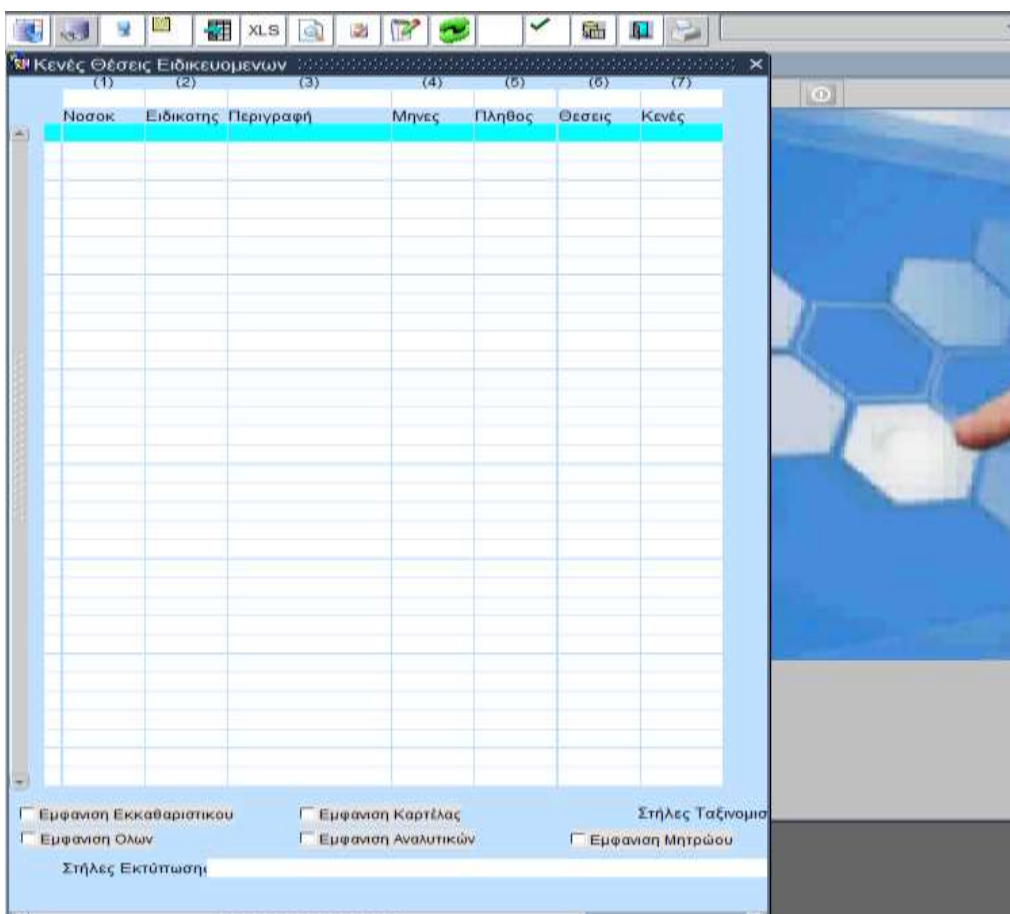 XLS
Κενές Θέσεις Ειδικευομενων
(1) (2) (3) (4) (5) (6) (7)
Νοσοκ Ειδικοτης Περιγραφή Μηνες Πληθος Θεσεις Κενές
Εμφανιση Εκκαθαριστικου Εμφανιση Καρτέλας Στήλες Ταξινομισ
Εμφανιση Ολων Εμφανιση Αναλυτικών Εμφανιση Μητρώου
Στήλες Εκτύπωσης